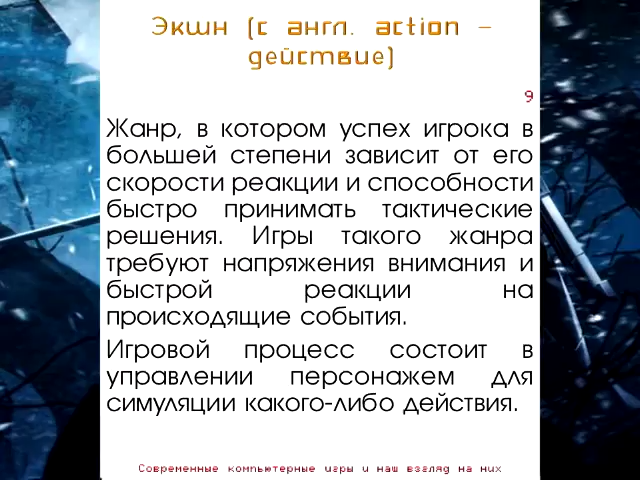 Экшн (с англ. action –
действие)
9
Жанр, в котором успех игрока в
большей степени зависит от его
скорости реакции и способности
быстро принимать тактические
решения. Игры такого жанра
требуют напряжения внимания и
быстрой реакции на
происходящие события.
Игровой процесс состоит в
управлении персонажем для
симуляции какого-либо действия.
Современные компьютерные игры и наш взгляд на них